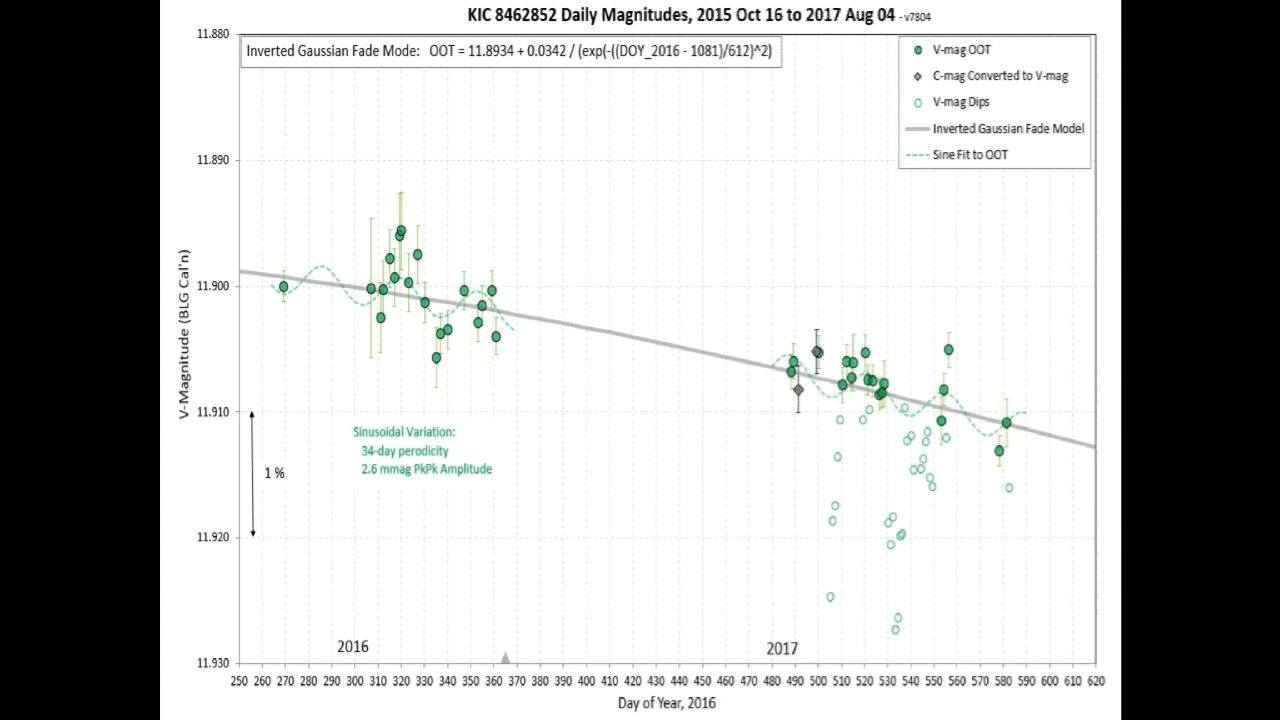 KIC 8462852 Daily Magnitudes, 2015 Oct 16 to 2017 Aug 04 - v7804
Inverted Gaussian Fade Mode: OOT = 11.8934 + 0.0342 / (exp(-((DOY_2016 - 1081)/612)^2)
V-mag OOT
C-mag Converted to V-mag
V-mag Dips
Inverted Gaussian Fade Model
Sine Fit to OOT
11.880
11.890
11.900
11.910
11.920
11.930
V-Magnitude (BLG Cal'n)
Sinusoidal Variation:
34-day perodicity
2.6 mmag PkPk Amplitude
1 %
2016
2017
250 260 270 280 290 300 310 320 330 340 350 360 370 380 390 400 410 420 430 440 450 460 470 480 490 500 510 520 530 540 550 560 570 580 590 600 610 620
Day of Year, 2016